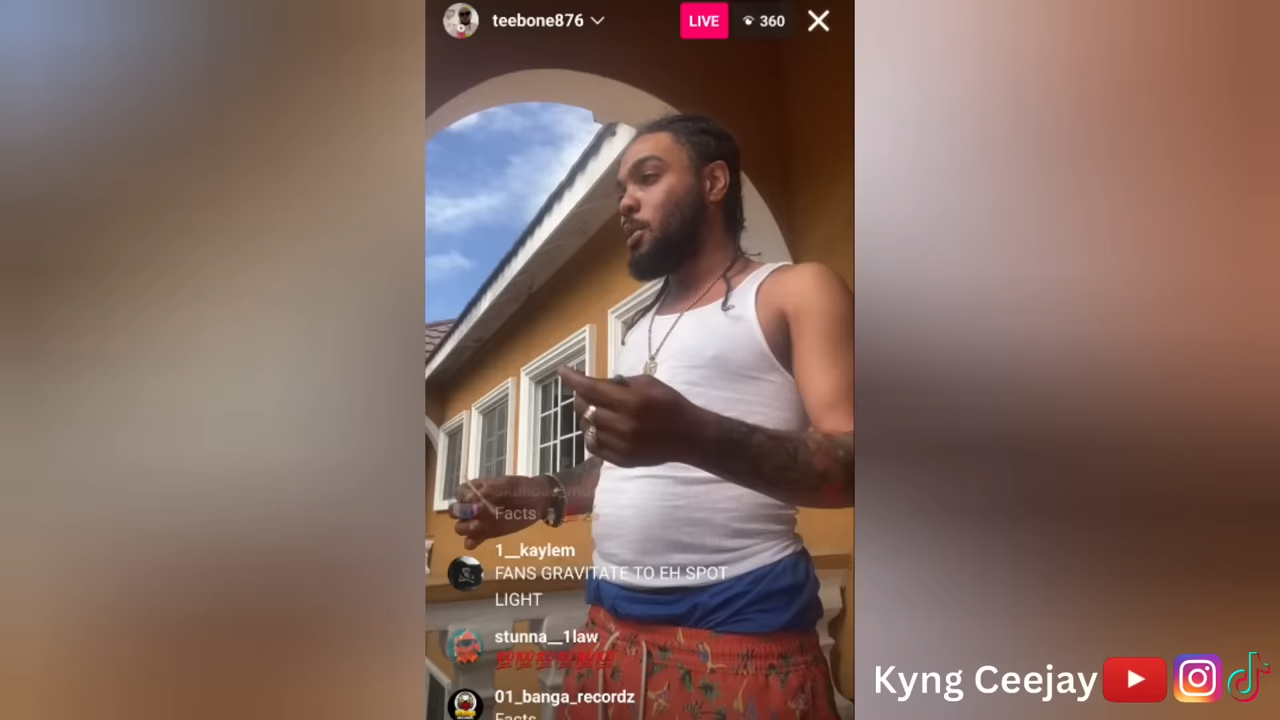 teebone876
LIVE
360
Facts
1__kaylem
FANS GRAVITATE TO EH SPOT
LIGHT
stunna__1law
💯💯💯💯💯💯
01_banga_recordz
Facts
Kyng Ceejay